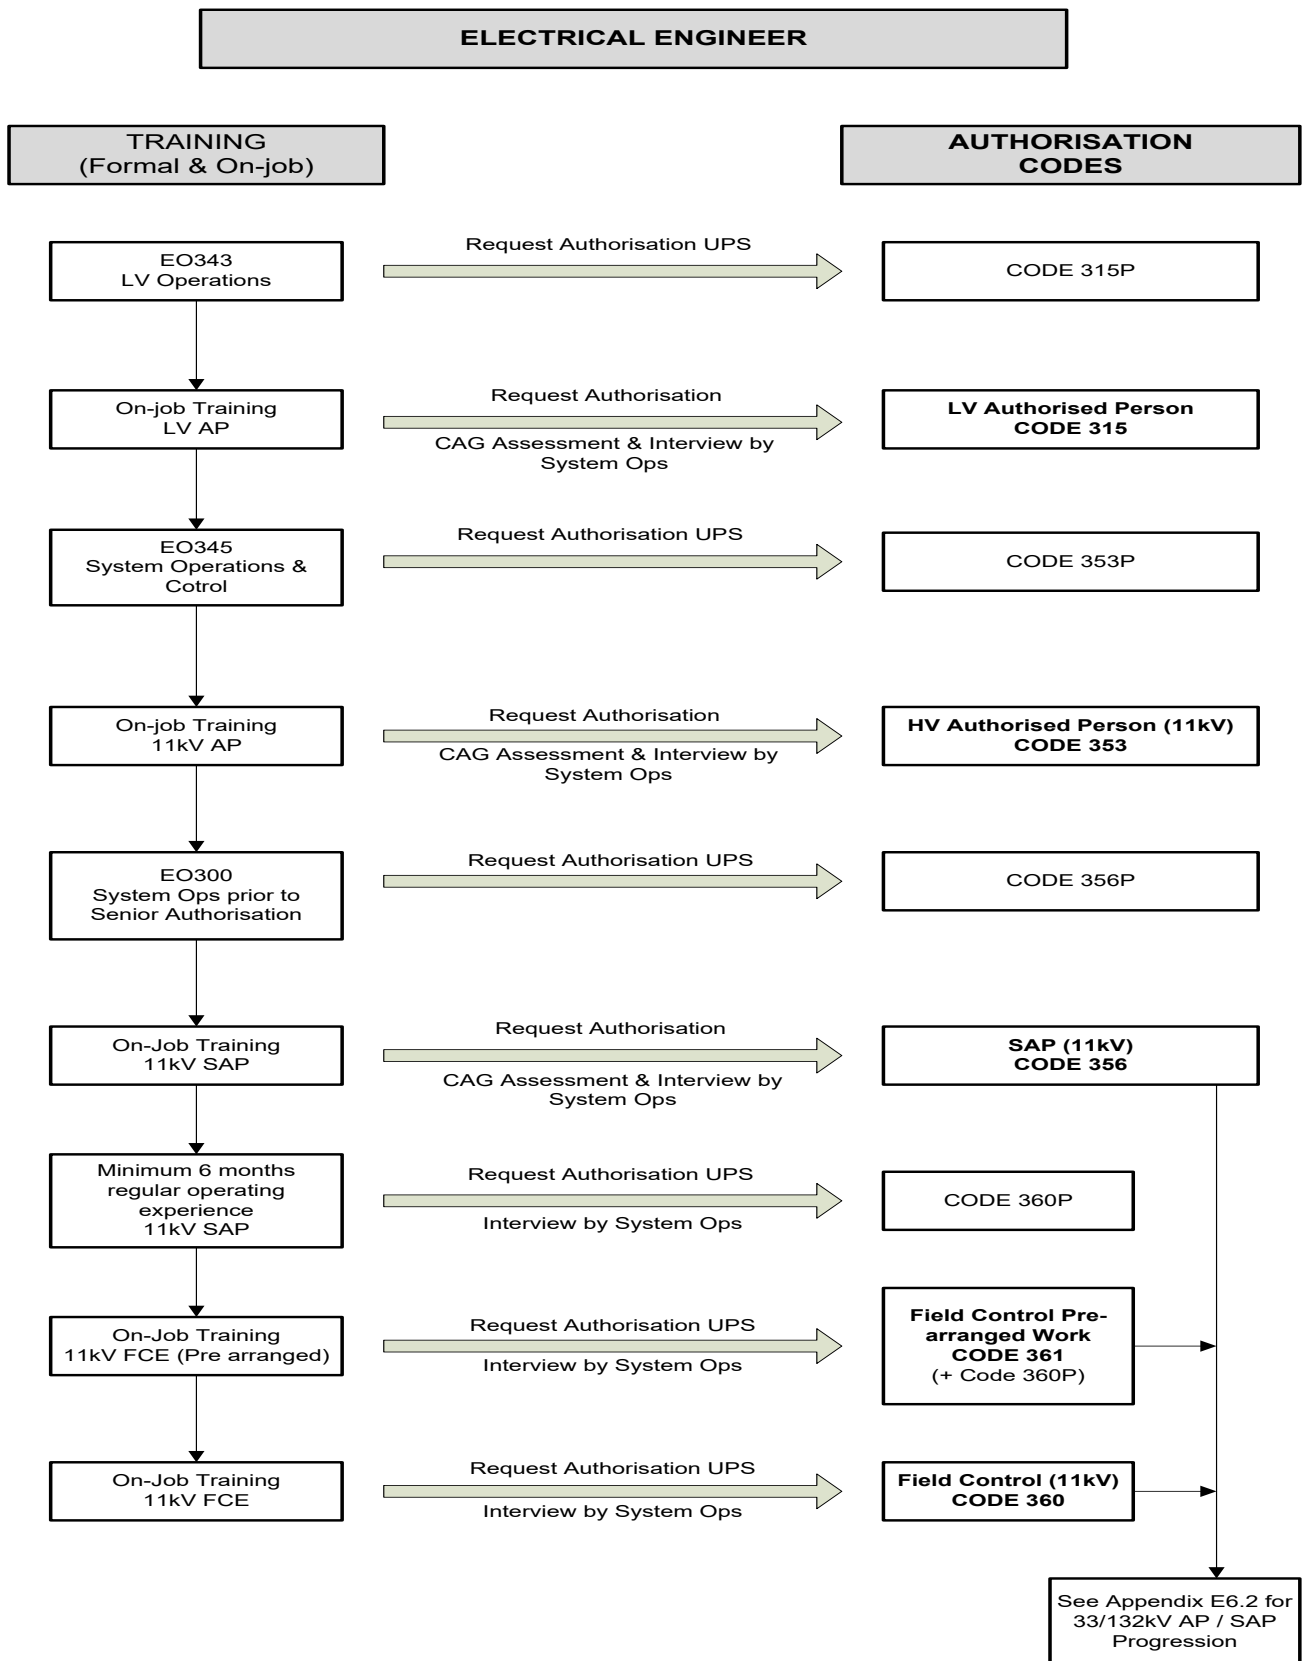 ELECTRICAL ENGINEER
TRAINING
(Formal & On-job)
AUTHORISATION
CODES
EO343
LV Operations
Request Authorisation UPS
CODE 315P
On-job Training
LV AP
Request Authorisation
CAG Assessment & Interview by
System Ops
LV Authorised Person
CODE 315
EO345
System Operations &
Cotrol
Request Authorisation UPS
CODE 353P
On-job Training
11kV AP
Request Authorisation
CAG Assessment & Interview by
System Ops
HV Authorised Person (11kV)
CODE 353
EO300
System Ops prior to
Senior Authorisation
Request Authorisation UPS
CODE 356P
On-Job Training
11kV SAP
Request Authorisation
CAG Assessment & Interview by
System Ops
SAP (11kV)
CODE 356
Minimum 6 months
regular operating
experience
11kV SAP
Request Authorisation UPS
Interview by System Ops
CODE 360P
On-Job Training
11kV FCE (Pre arranged)
Request Authorisation UPS
Interview by System Ops
Field Control Pre-
arranged Work
CODE 361
(+ Code 360P)
On-Job Training
11kV FCE
Request Authorisation UPS
Interview by System Ops
Field Control (11kV)
CODE 360
See Appendix E6.2 for
33/132kV AP / SAP
Progression